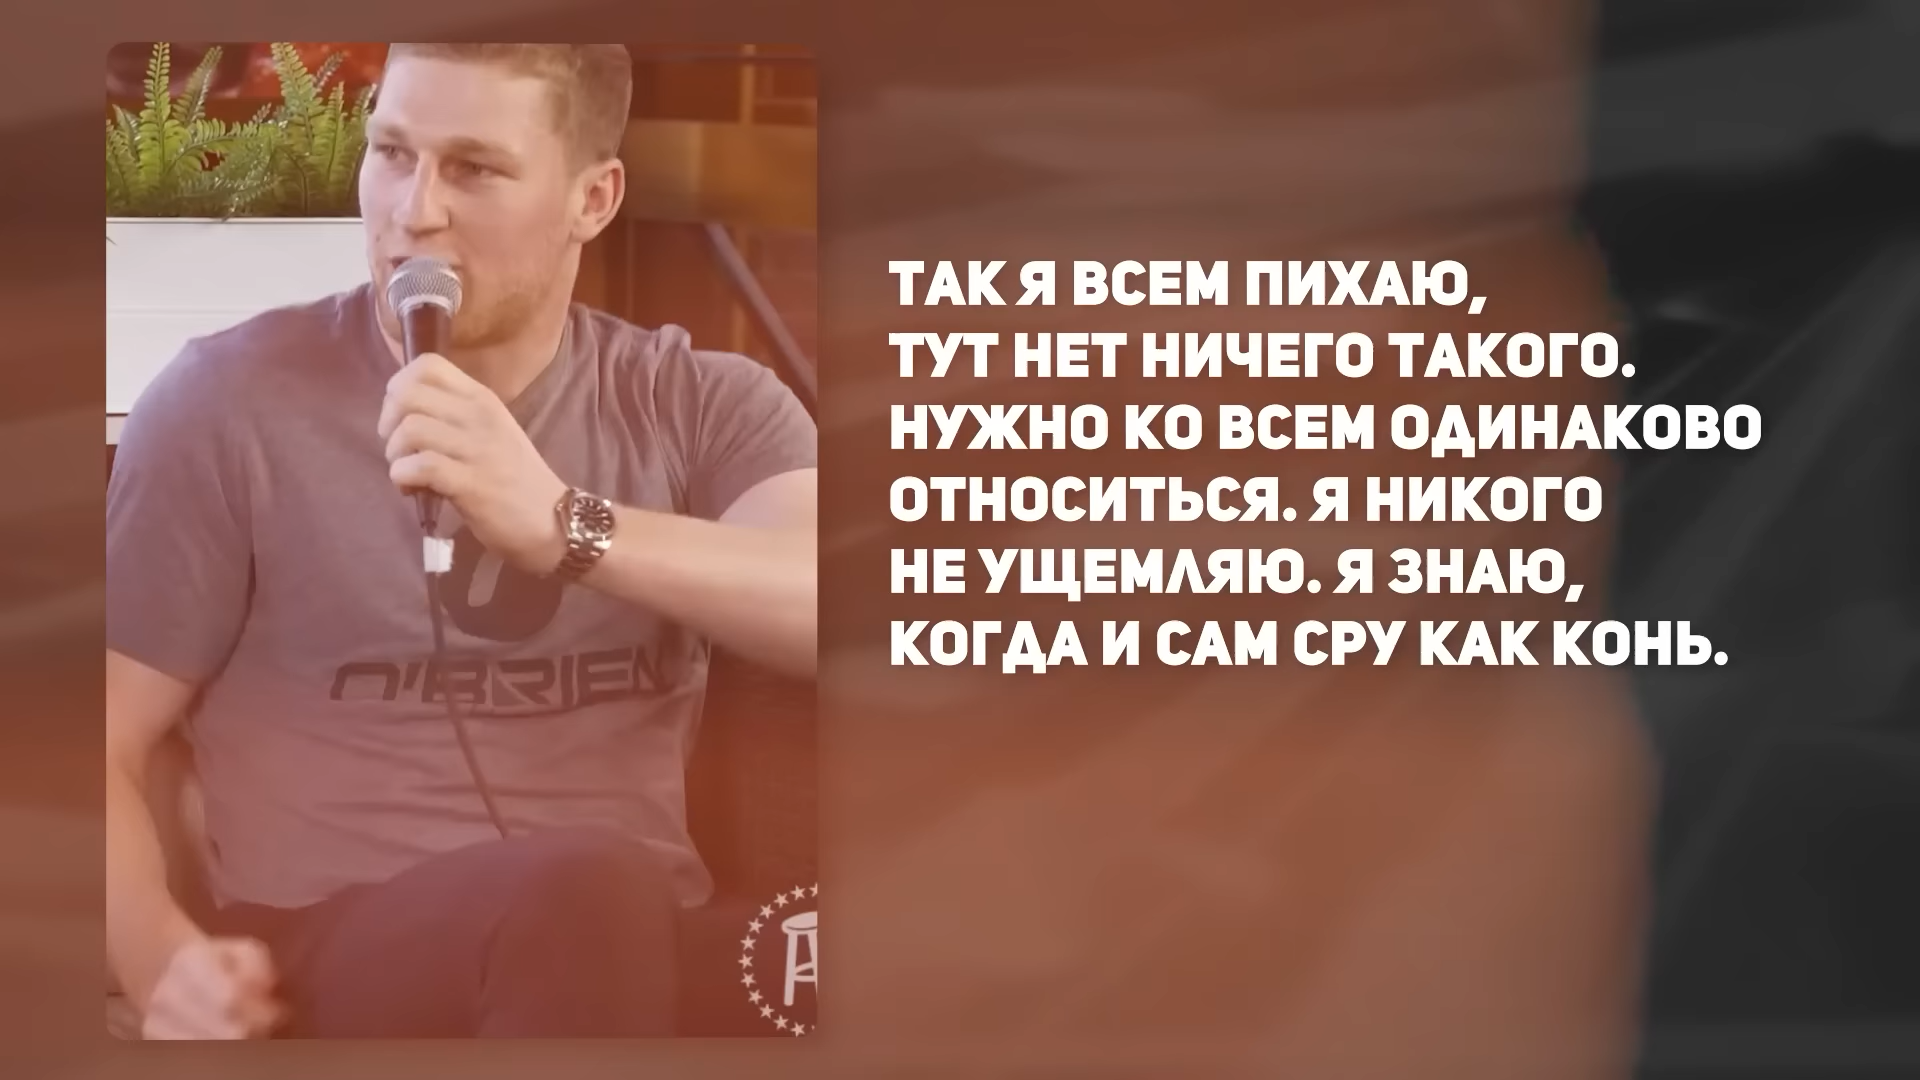 ТАК Я ВСЕМ ПИХАЮ,
ТУТ НЕТ НИЧЕГО ТАКОГО.
НУЖНО КО ВСЕМ ОДИНАКОВО
ОТНОСИТЬСЯ. Я НИКОГО
НЕ УЩЕМЛЯЮ. Я ЗНАЮ,
КОГДА И САМ СРУ КАК КОНЬ.
O'BRIEN